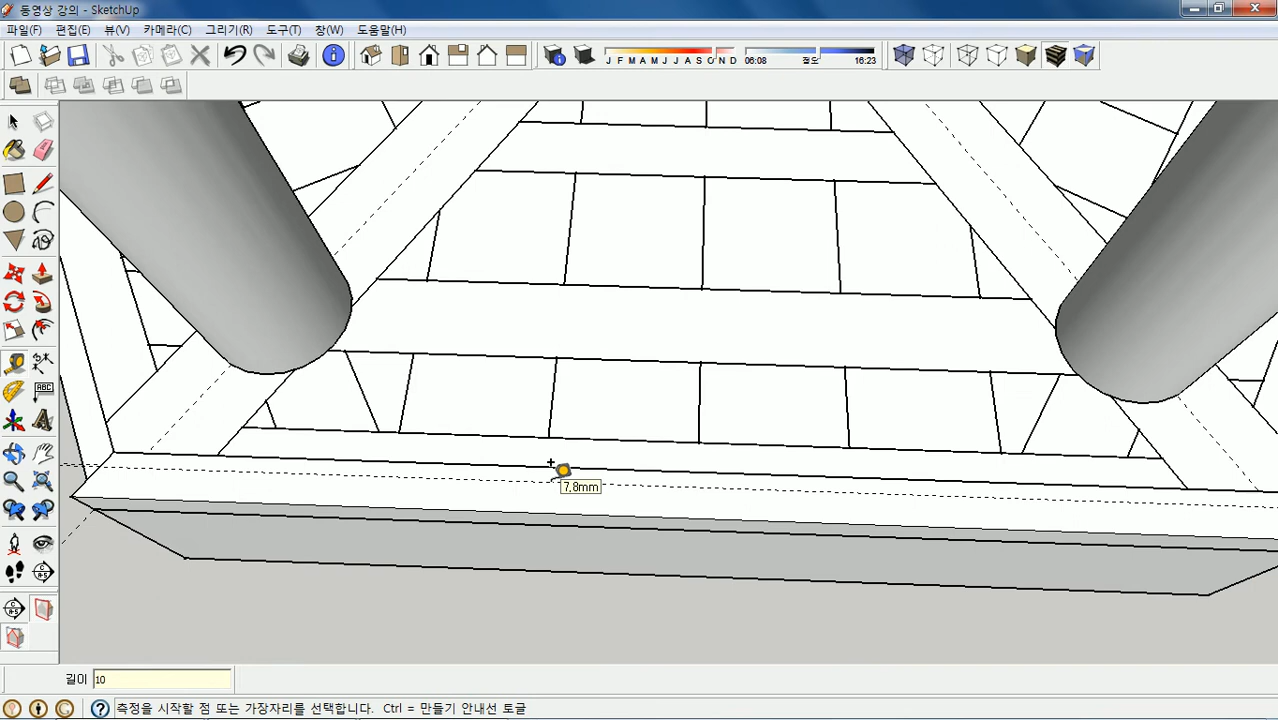 동영상 강의 - SketchUp
파일(F) 편집(E) 뷰(V) 카메라(C) 그리기(R) 도구(T) 창(W) 도움말(H)
J F M A M J J A S O N D 06:08 정오 16:23
ABC
A
C
A-S
C
A-S
7.8mm
길이 10
측정을 시작할 점 또는 가장자리를 선택합니다. Ctrl = 만들기 안내선 토글